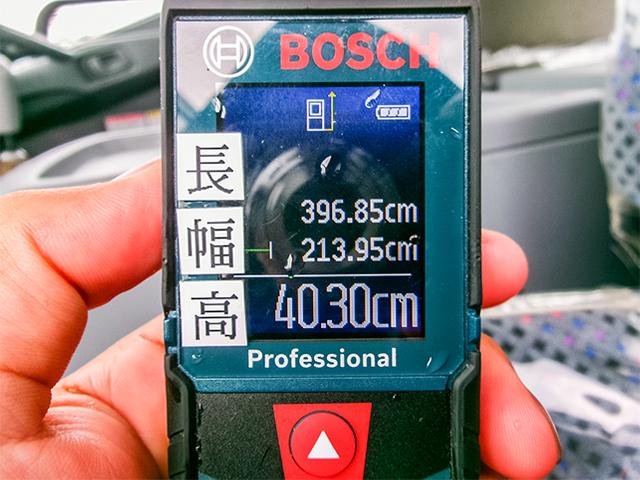 BOSCH
長 396.85cm
幅 213.95cm
高 40.30cm
Professional